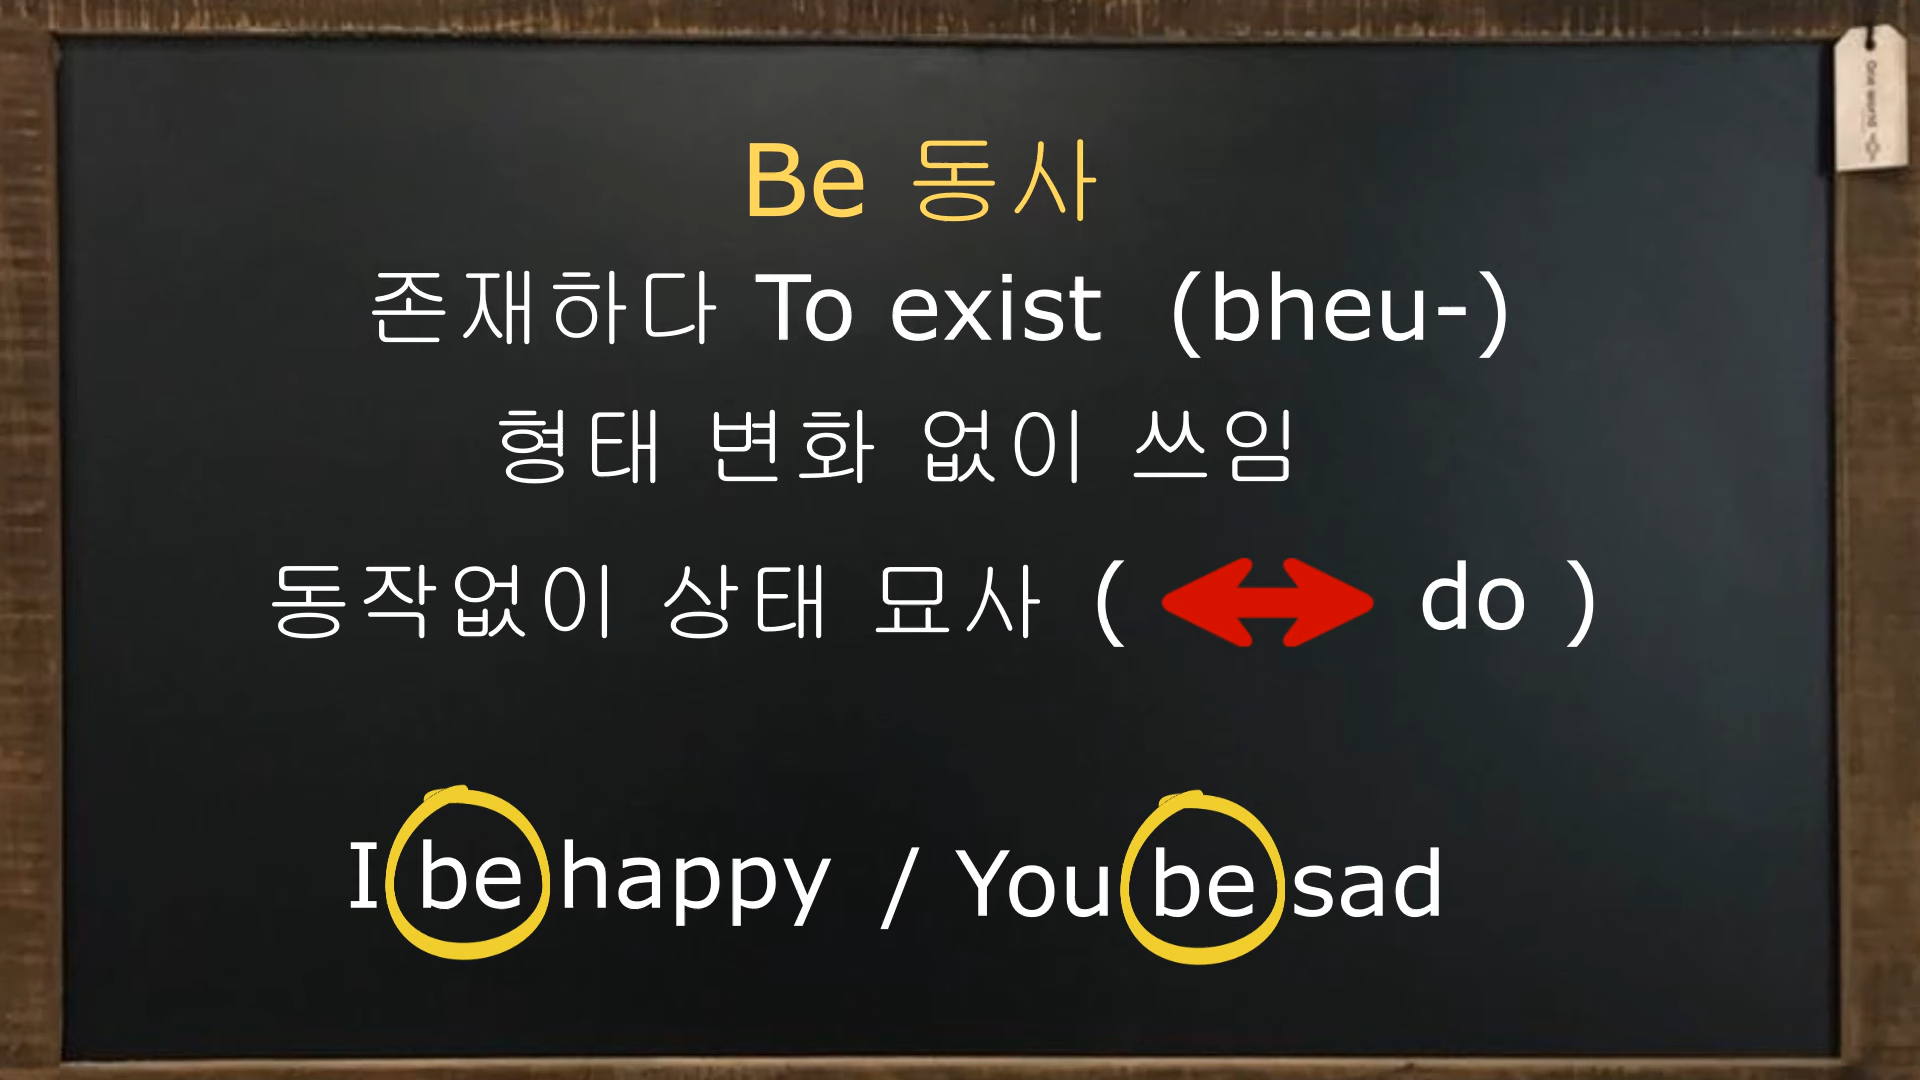 Be 동사
존재하다 To exist (bheu-)
형태 변화 없이 쓰임
동작없이 상태 묘사 ( do )
I be happy / You be sad